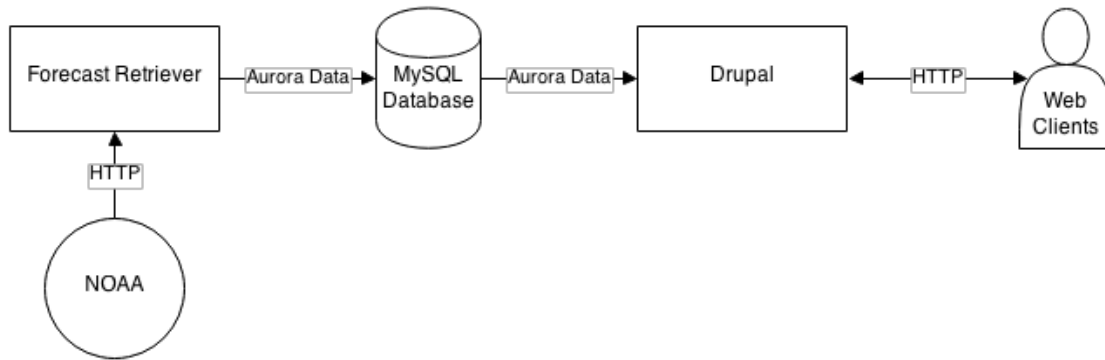 Forecast Retriever
Aurora Data
MySQL
Database
Aurora Data
Drupal
HTTP
Web
Clients
HTTP
NOAA